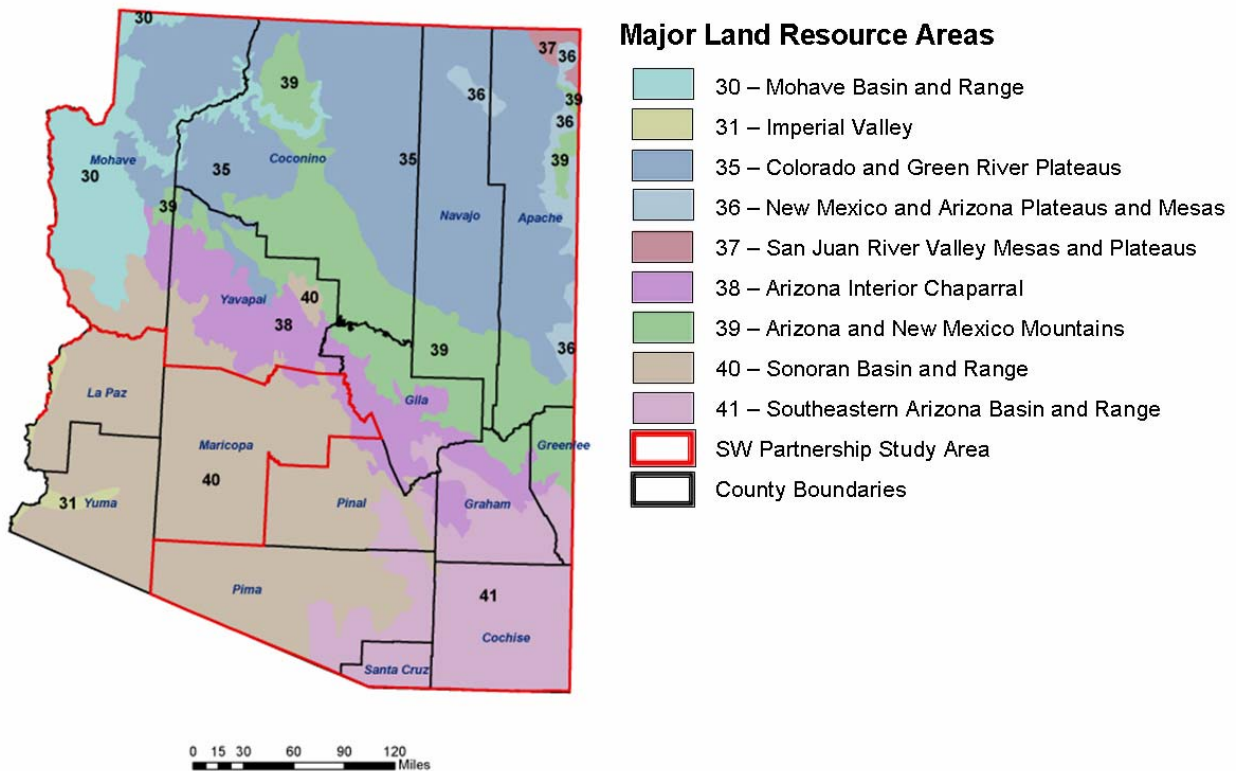 Major Land Resource Areas
30 – Mohave Basin and Range
31 – Imperial Valley
35 – Colorado and Green River Plateaus
36 – New Mexico and Arizona Plateaus and Mesas
37 – San Juan River Valley Mesas and Plateaus
38 – Arizona Interior Chaparral
39 – Arizona and New Mexico Mountains
40 – Sonoran Basin and Range
41 – Southeastern Arizona Basin and Range
SW Partnership Study Area
County Boundaries
30
37
36
39
36
39
36
39
Mohave
30
35
Coconino
35
Navajo
Apache
39
Yavapai
40
38
39
36
La Paz
Gila
Maricopa
40
Greenlee
31
Yuma
Pinal
Graham
Pima
41
Cochise
Santa Cruz
0 15 30 60 90 120
Miles